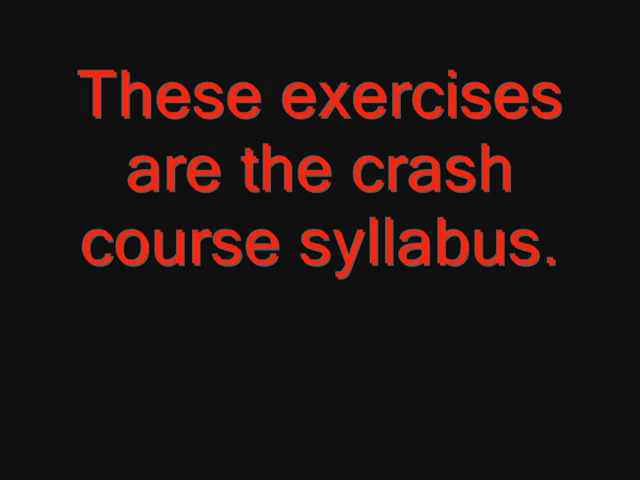 These exercises
are the crash
course syllabus.